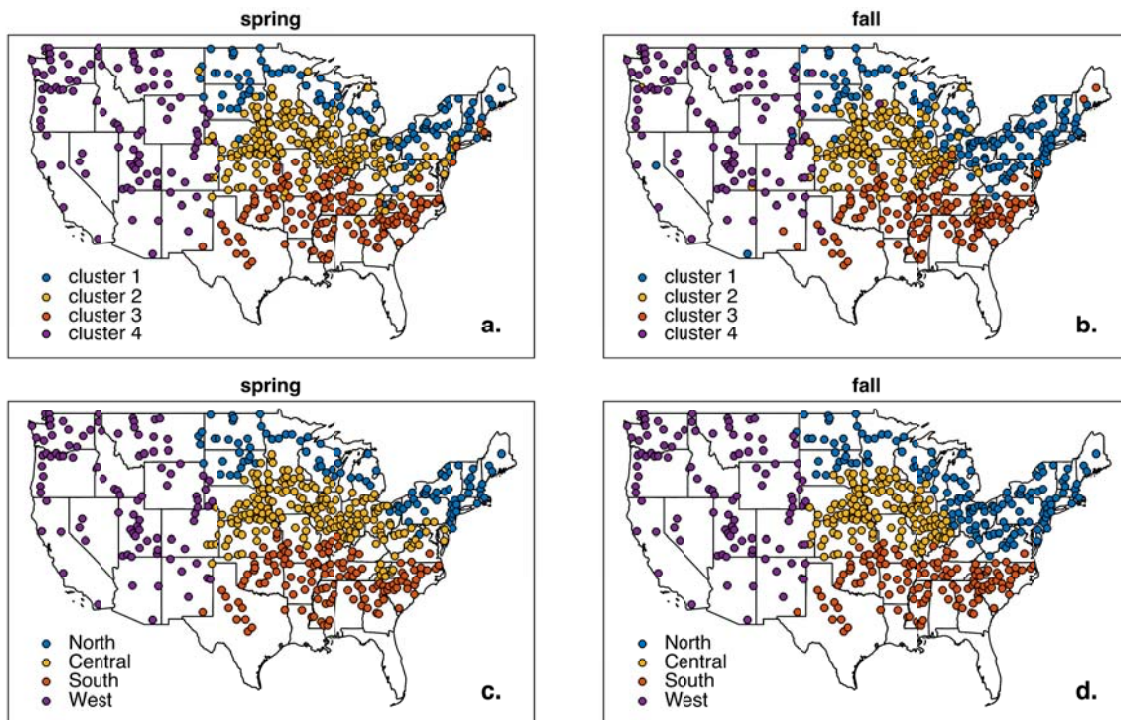 spring
fall
cluster 1
cluster 2
cluster 3
cluster 4
a.
cluster 1
cluster 2
cluster 3
cluster 4
b.
spring
fall
North
Central
South
West
c.
North
Central
South
West
d.